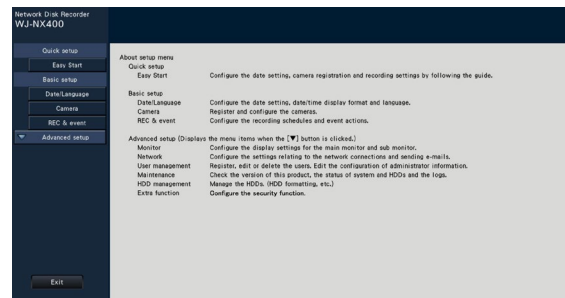 Network Disk Recorder
WJ-NX400
Quick setup
Easy Start
Basic setup
Date/Language
Camera
REC & event
▼ Advanced setup
Exit
About setup menu
Quick setup
Easy Start Configure the date setting, camera registration and recording settings by following the guide.
Basic setup
Date/Language Configure the date setting, date/time display format and language.
Camera Register and configure the cameras.
REC & event Configure the recording schedules and event actions.
Advanced setup (Displays the menu items when the [▼] button is clicked.)
Monitor Configure the display settings for the main monitor and sub monitor.
Network Configure the settings relating to the network connections and sending e-mails.
User management Register, edit or delete the users. Edit the configuration of administrator information.
Maintenance Check the version of this product, the status of system and HDDs and the logs.
HDD management Manage the HDDs. (HDD formatting, etc.)
Extra function Configure the security function.